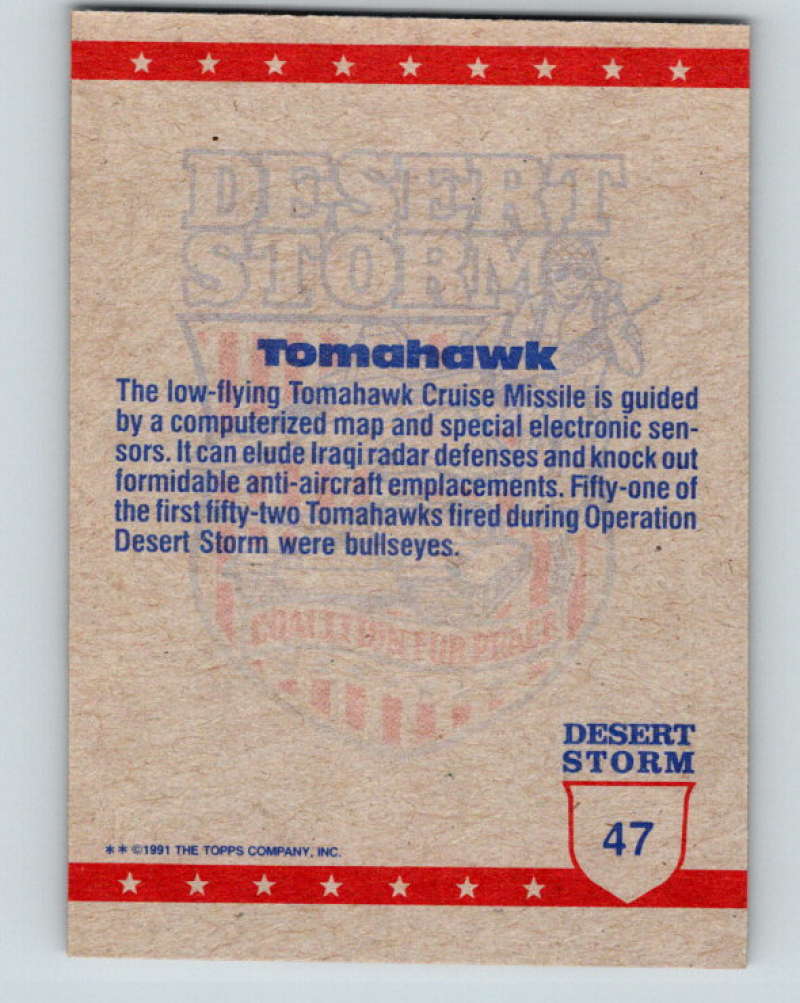 DESERT
STORM
Tomahawk
The low-flying Tomahawk Cruise Missile is guided
by a computerized map and special electronic sen-
sors. It can elude Iraqi radar defenses and knock out
formidable anti-aircraft emplacements. Fifty-one of
the first fifty-two Tomahawks fired during Operation
Desert Storm were bullseyes.
COALITION FOR PEACE
DESERT
STORM
47
** ©1991 THE TOPPS COMPANY, INC.